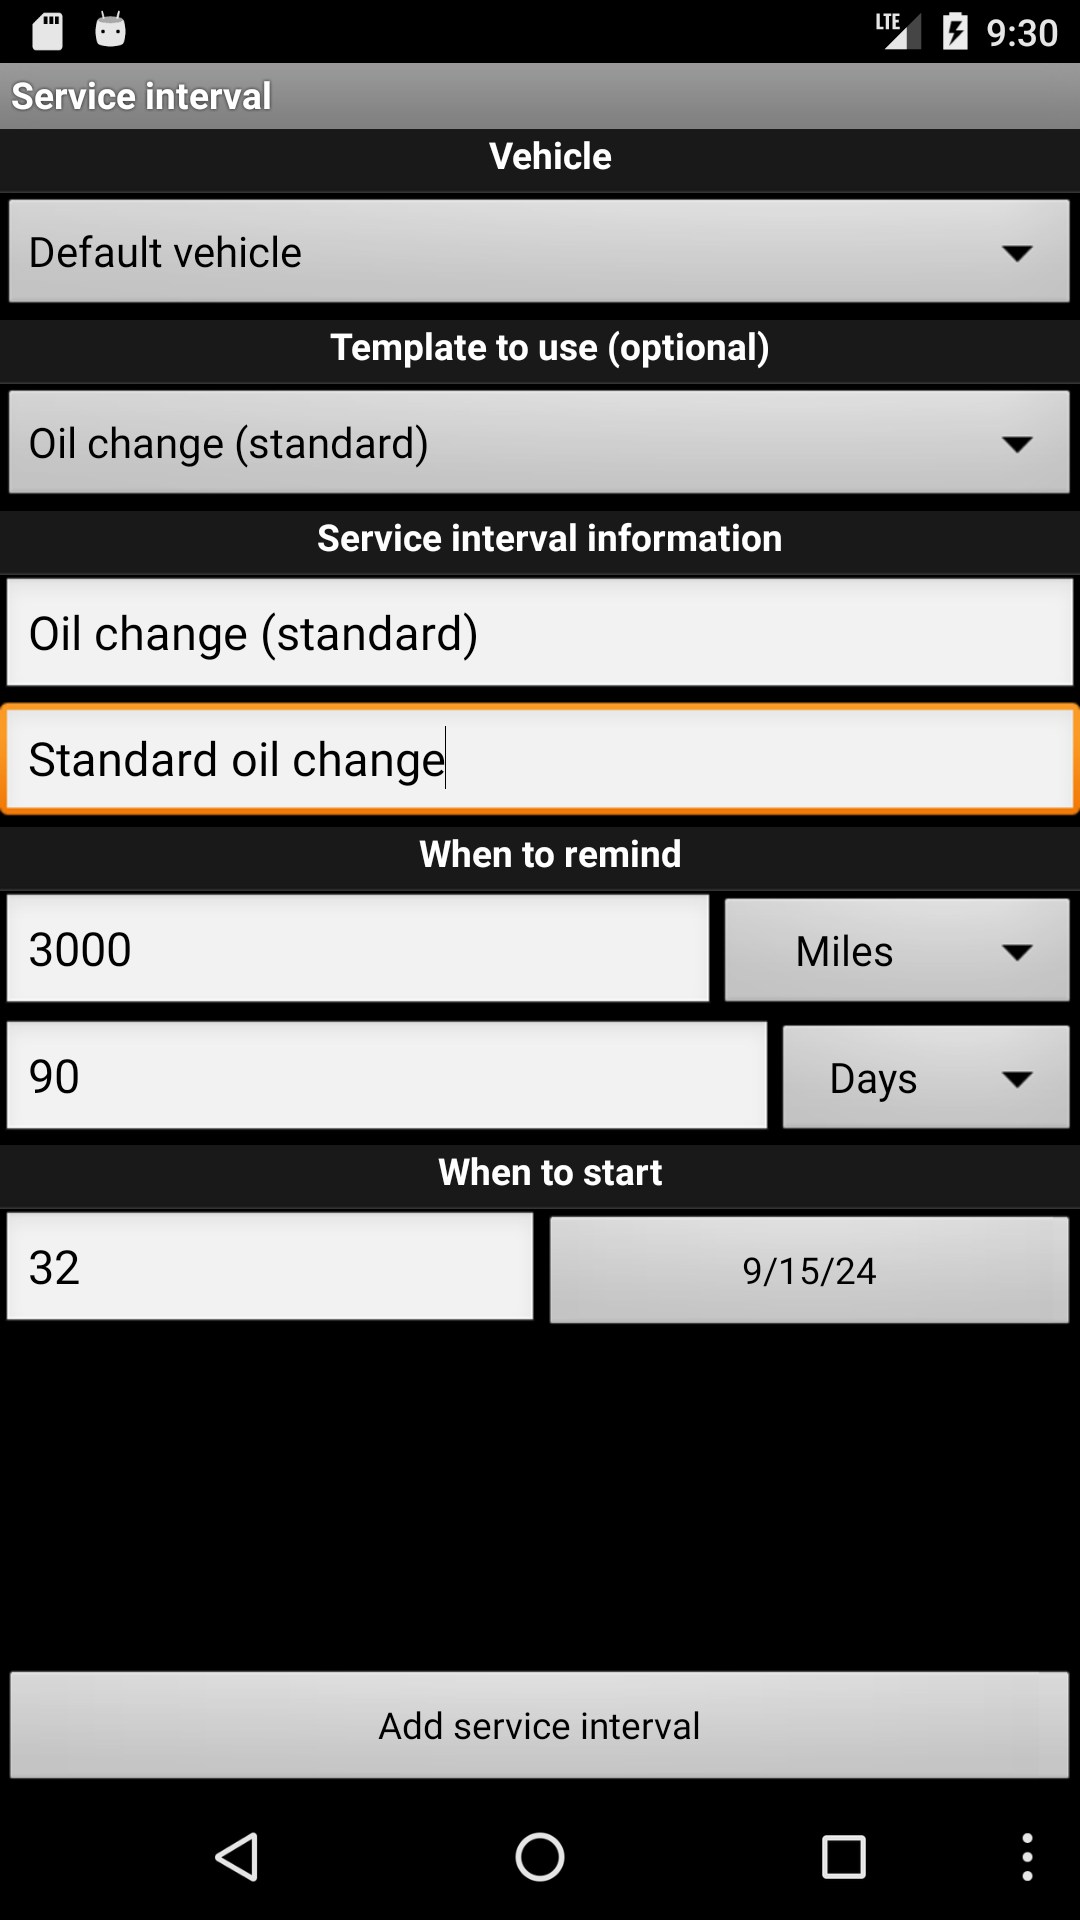 LTE 9:30
Service interval
Vehicle
Default vehicle
Template to use (optional)
Oil change (standard)
Service interval information
Oil change (standard)
Standard oil change
When to remind
3000 Miles
90 Days
When to start
32 9/15/24
Add service interval